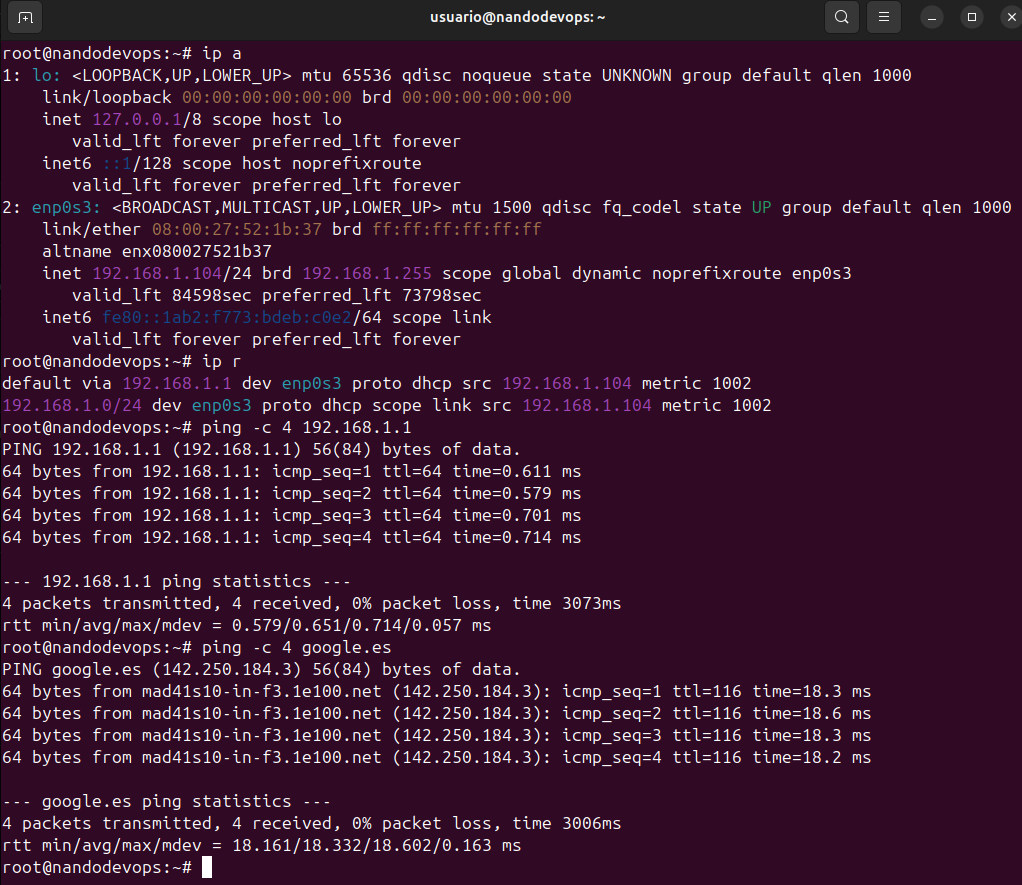 usuario@nandodevops: ~
root@nandodevops:~# ip a
1: lo: <LOOPBACK,UP,LOWER_UP> mtu 65536 qdisc noqueue state UNKNOWN group default qlen 1000
    link/loopback 00:00:00:00:00:00 brd 00:00:00:00:00:00
    inet 127.0.0.1/8 scope host lo
       valid_lft forever preferred_lft forever
    inet6 ::1/128 scope host noprefixroute
       valid_lft forever preferred_lft forever
2: enp0s3: <BROADCAST,MULTICAST,UP,LOWER_UP> mtu 1500 qdisc fq_codel state UP group default qlen 1000
    link/ether 08:00:27:52:1b:37 brd ff:ff:ff:ff:ff:ff
    altname enx080027521b37
    inet 192.168.1.104/24 brd 192.168.1.255 scope global dynamic noprefixroute enp0s3
       valid_lft 84598sec preferred_lft 73798sec
    inet6 fe80::1ab2:f773:bdeb:c0e2/64 scope link
       valid_lft forever preferred_lft forever
root@nandodevops:~# ip r
default via 192.168.1.1 dev enp0s3 proto dhcp src 192.168.1.104 metric 1002
192.168.1.0/24 dev enp0s3 proto dhcp scope link src 192.168.1.104 metric 1002
root@nandodevops:~# ping -c 4 192.168.1.1
PING 192.168.1.1 (192.168.1.1) 56(84) bytes of data.
64 bytes from 192.168.1.1: icmp_seq=1 ttl=64 time=0.611 ms
64 bytes from 192.168.1.1: icmp_seq=2 ttl=64 time=0.579 ms
64 bytes from 192.168.1.1: icmp_seq=3 ttl=64 time=0.701 ms
64 bytes from 192.168.1.1: icmp_seq=4 ttl=64 time=0.714 ms

--- 192.168.1.1 ping statistics ---
4 packets transmitted, 4 received, 0% packet loss, time 3073ms
rtt min/avg/max/mdev = 0.579/0.651/0.714/0.057 ms
root@nandodevops:~# ping -c 4 google.es
PING google.es (142.250.184.3) 56(84) bytes of data.
64 bytes from mad41s10-in-f3.1e100.net (142.250.184.3): icmp_seq=1 ttl=116 time=18.3 ms
64 bytes from mad41s10-in-f3.1e100.net (142.250.184.3): icmp_seq=2 ttl=116 time=18.6 ms
64 bytes from mad41s10-in-f3.1e100.net (142.250.184.3): icmp_seq=3 ttl=116 time=18.3 ms
64 bytes from mad41s10-in-f3.1e100.net (142.250.184.3): icmp_seq=4 ttl=116 time=18.2 ms

--- google.es ping statistics ---
4 packets transmitted, 4 received, 0% packet loss, time 3006ms
rtt min/avg/max/mdev = 18.161/18.332/18.602/0.163 ms
root@nandodevops:~#